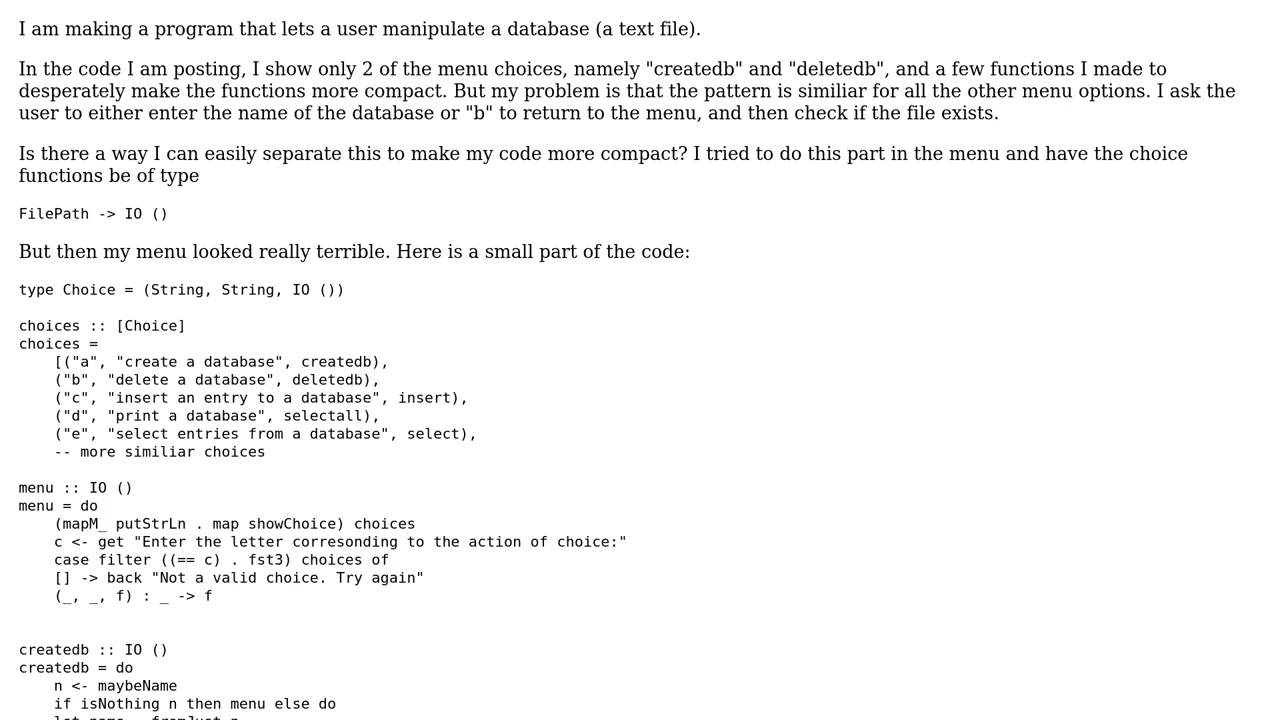 I am making a program that lets a user manipulate a database (a text file).
In the code I am posting, I show only 2 of the menu choices, namely "createdb" and "deletedb", and a few functions I made to
desperately make the functions more compact. But my problem is that the pattern is similiar for all the other menu options. I ask the
user to either enter the name of the database or "b" to return to the menu, and then check if the file exists.
Is there a way I can easily separate this to make my code more compact? I tried to do this part in the menu and have the choice
functions be of type
FilePath -> IO ()
But then my menu looked really terrible. Here is a small part of the code:
type Choice = (String, String, IO ())
choices :: [Choice]
choices =
    [("a", "create a database", createdb),
    ("b", "delete a database", deletedb),
    ("c", "insert an entry to a database", insert),
    ("d", "print a database", selectall),
    ("e", "select entries from a database", select),
    -- more similiar choices
menu :: IO ()
menu = do
    (mapM_ putStrLn . map showChoice) choices
    c <- get "Enter the letter corresonding to the action of choice:"
    case filter ((== c) . fst3) choices of
    [] -> back "Not a valid choice. Try again"
    (_, _, f) : _ -> f
createdb :: IO ()
createdb = do
    n <- maybeName
    if isNothing n then menu else do
    let name = fromJust n